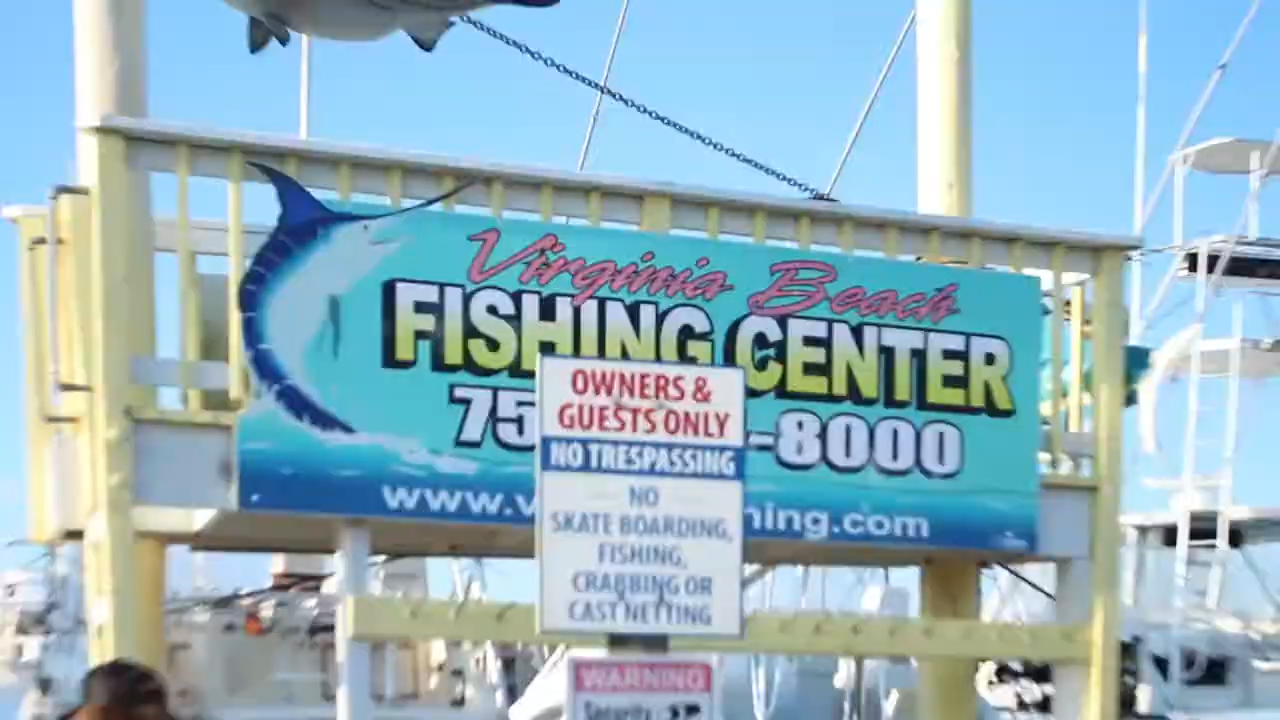 Virginia Beach
FISHING CENTER
75 -8000
www.v hing.com
OWNERS &
GUESTS ONLY
NO TRESPASSING
NO
SKATE BOARDING,
FISHING,
CRABBING OR
CAST NETTING
WARNING
Security